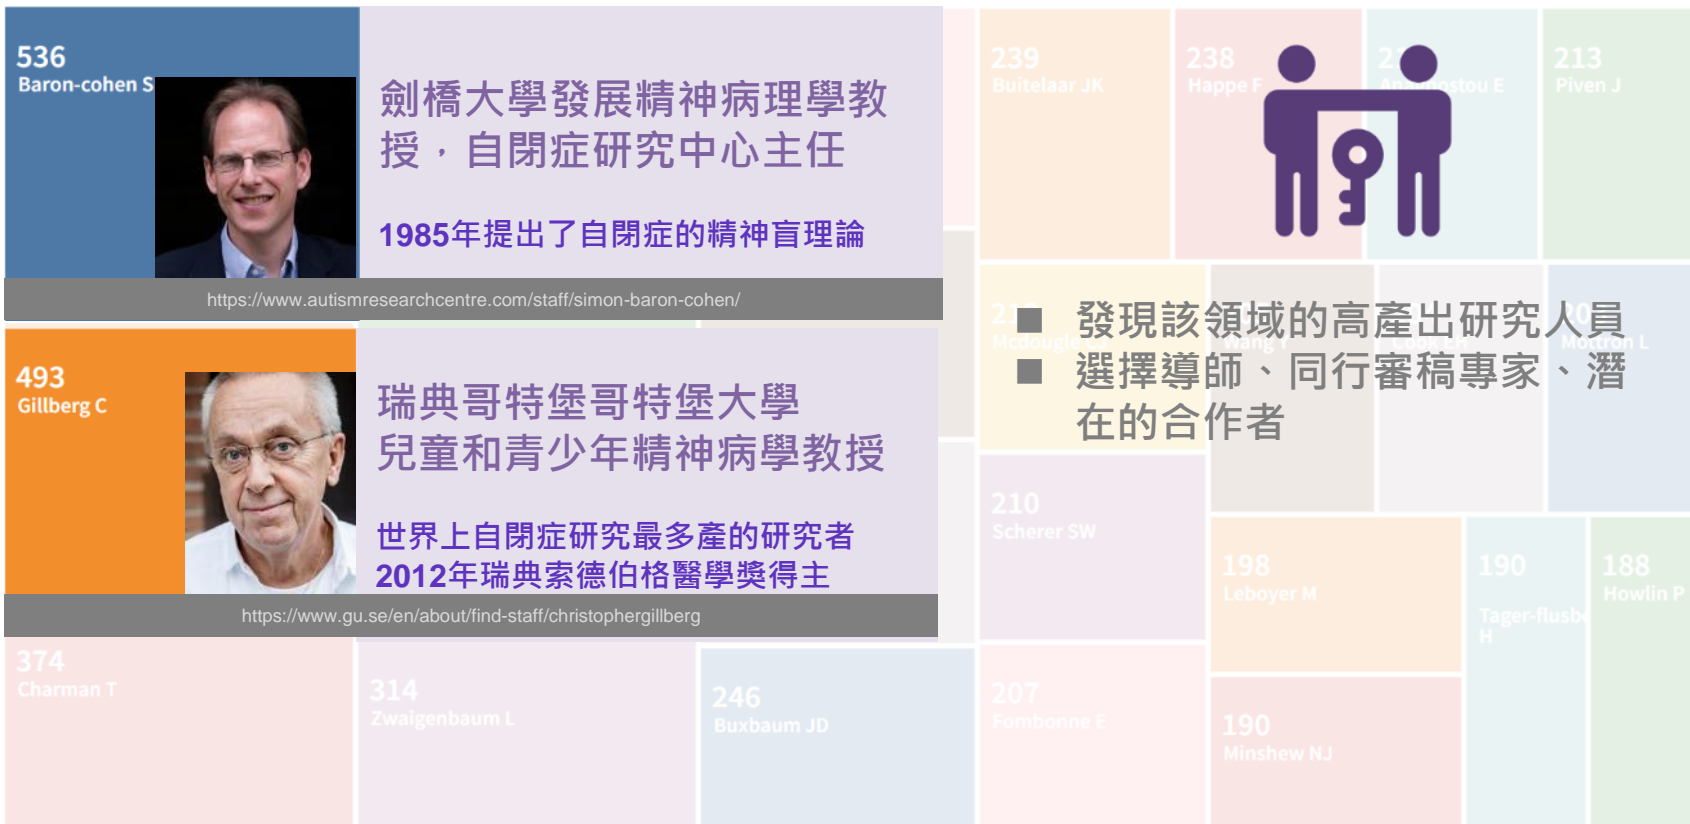 536
Baron-cohen S
劍橋大學發展精神病理學教
授，自閉症研究中心主任
1985年提出了自閉症的精神盲理論
https://www.autismresearchcentre.com/staff/simon-baron-cohen/
493
Gillberg C
瑞典哥特堡哥特堡大學
兒童和青少年精神病學教授
世界上自閉症研究最多產的研究者
2012年瑞典索德伯格醫學獎得主
https://www.gu.se/en/about/find-staff/christophergillberg
239
Buitelaar JK
238
Happe F
213
Piven J
■ 發現該領域的高產出研究人員
■ 選擇導師、同行審稿專家、潛
在的合作者
210
Scherer SW
198
Leboyer M
190
188
Howlin P
374
Charman T
314
Zwaigenbaum L
246
Buxbaum JD
207
Fombonne E
190
Minshew NJ